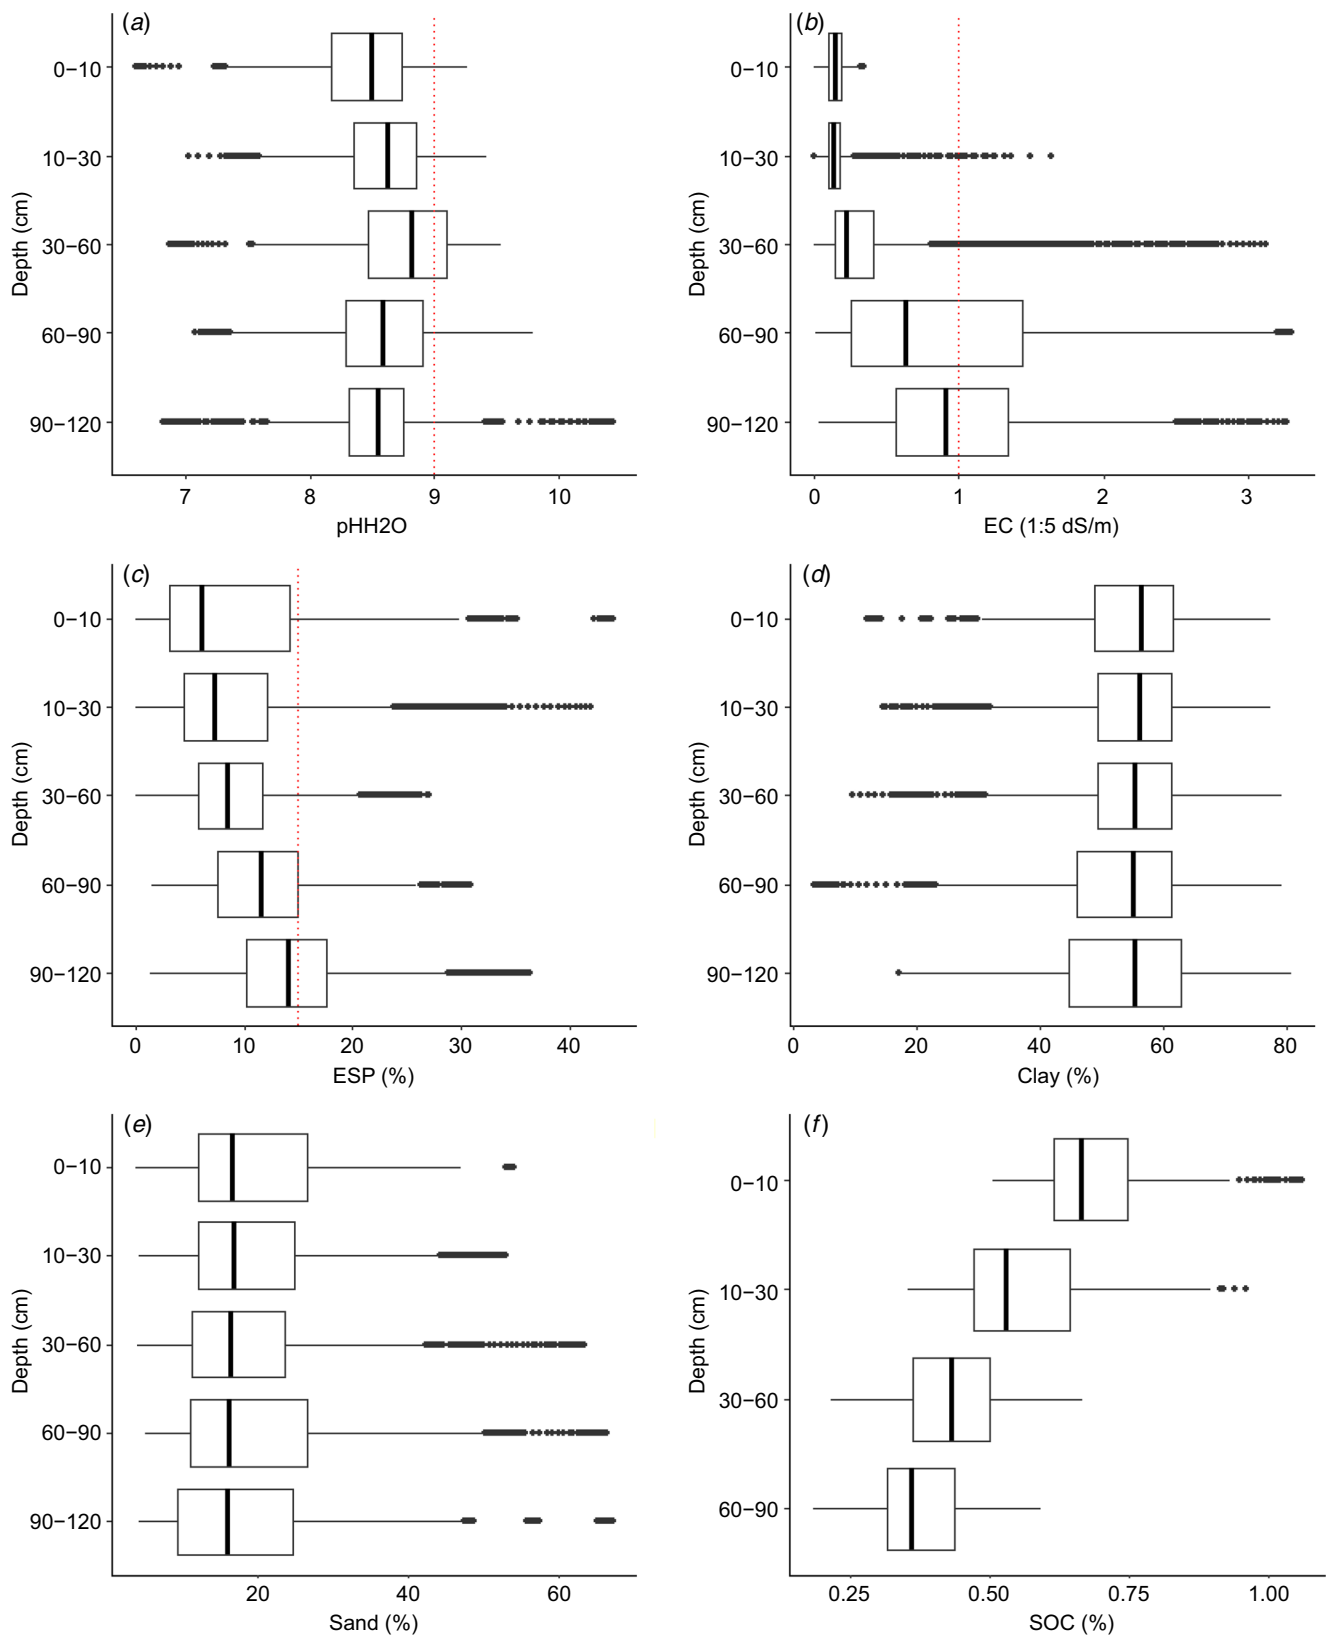 (a)
0–10
10–30
30–60
60–90
90–120
Depth (cm)
7 8 9 10
pHH2O
(b)
0–10
10–30
30–60
60–90
90–120
Depth (cm)
0 1 2 3
EC (1:5 dS/m)
(c)
0–10
10–30
30–60
60–90
90–120
Depth (cm)
0 10 20 30 40
ESP (%)
(d)
0–10
10–30
30–60
60–90
90–120
Depth (cm)
0 20 40 60 80
Clay (%)
(e)
0–10
10–30
30–60
60–90
90–120
Depth (cm)
20 40 60
Sand (%)
(f)
0–10
10–30
30–60
60–90
Depth (cm)
0.25 0.50 0.75 1.00
SOC (%)